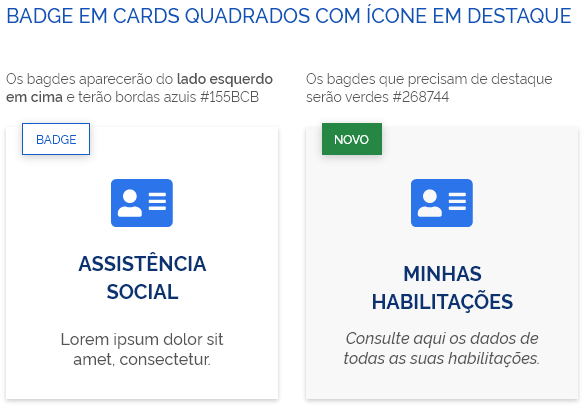 BADGE EM CARDS QUADRADOS COM ÍCONE EM DESTAQUE
Os bagdes aparecerão do lado esquerdo
em cima e terão bordas azuis #155BCB
BADGE
ASSISTÊNCIA
SOCIAL
Lorem ipsum dolor sit
amet, consectetur.
Os bagdes que precisam de destaque
serão verdes #268744
NOVO
MINHAS
HABILITAÇÕES
Consulte aqui os dados de
todas as suas habilitações.